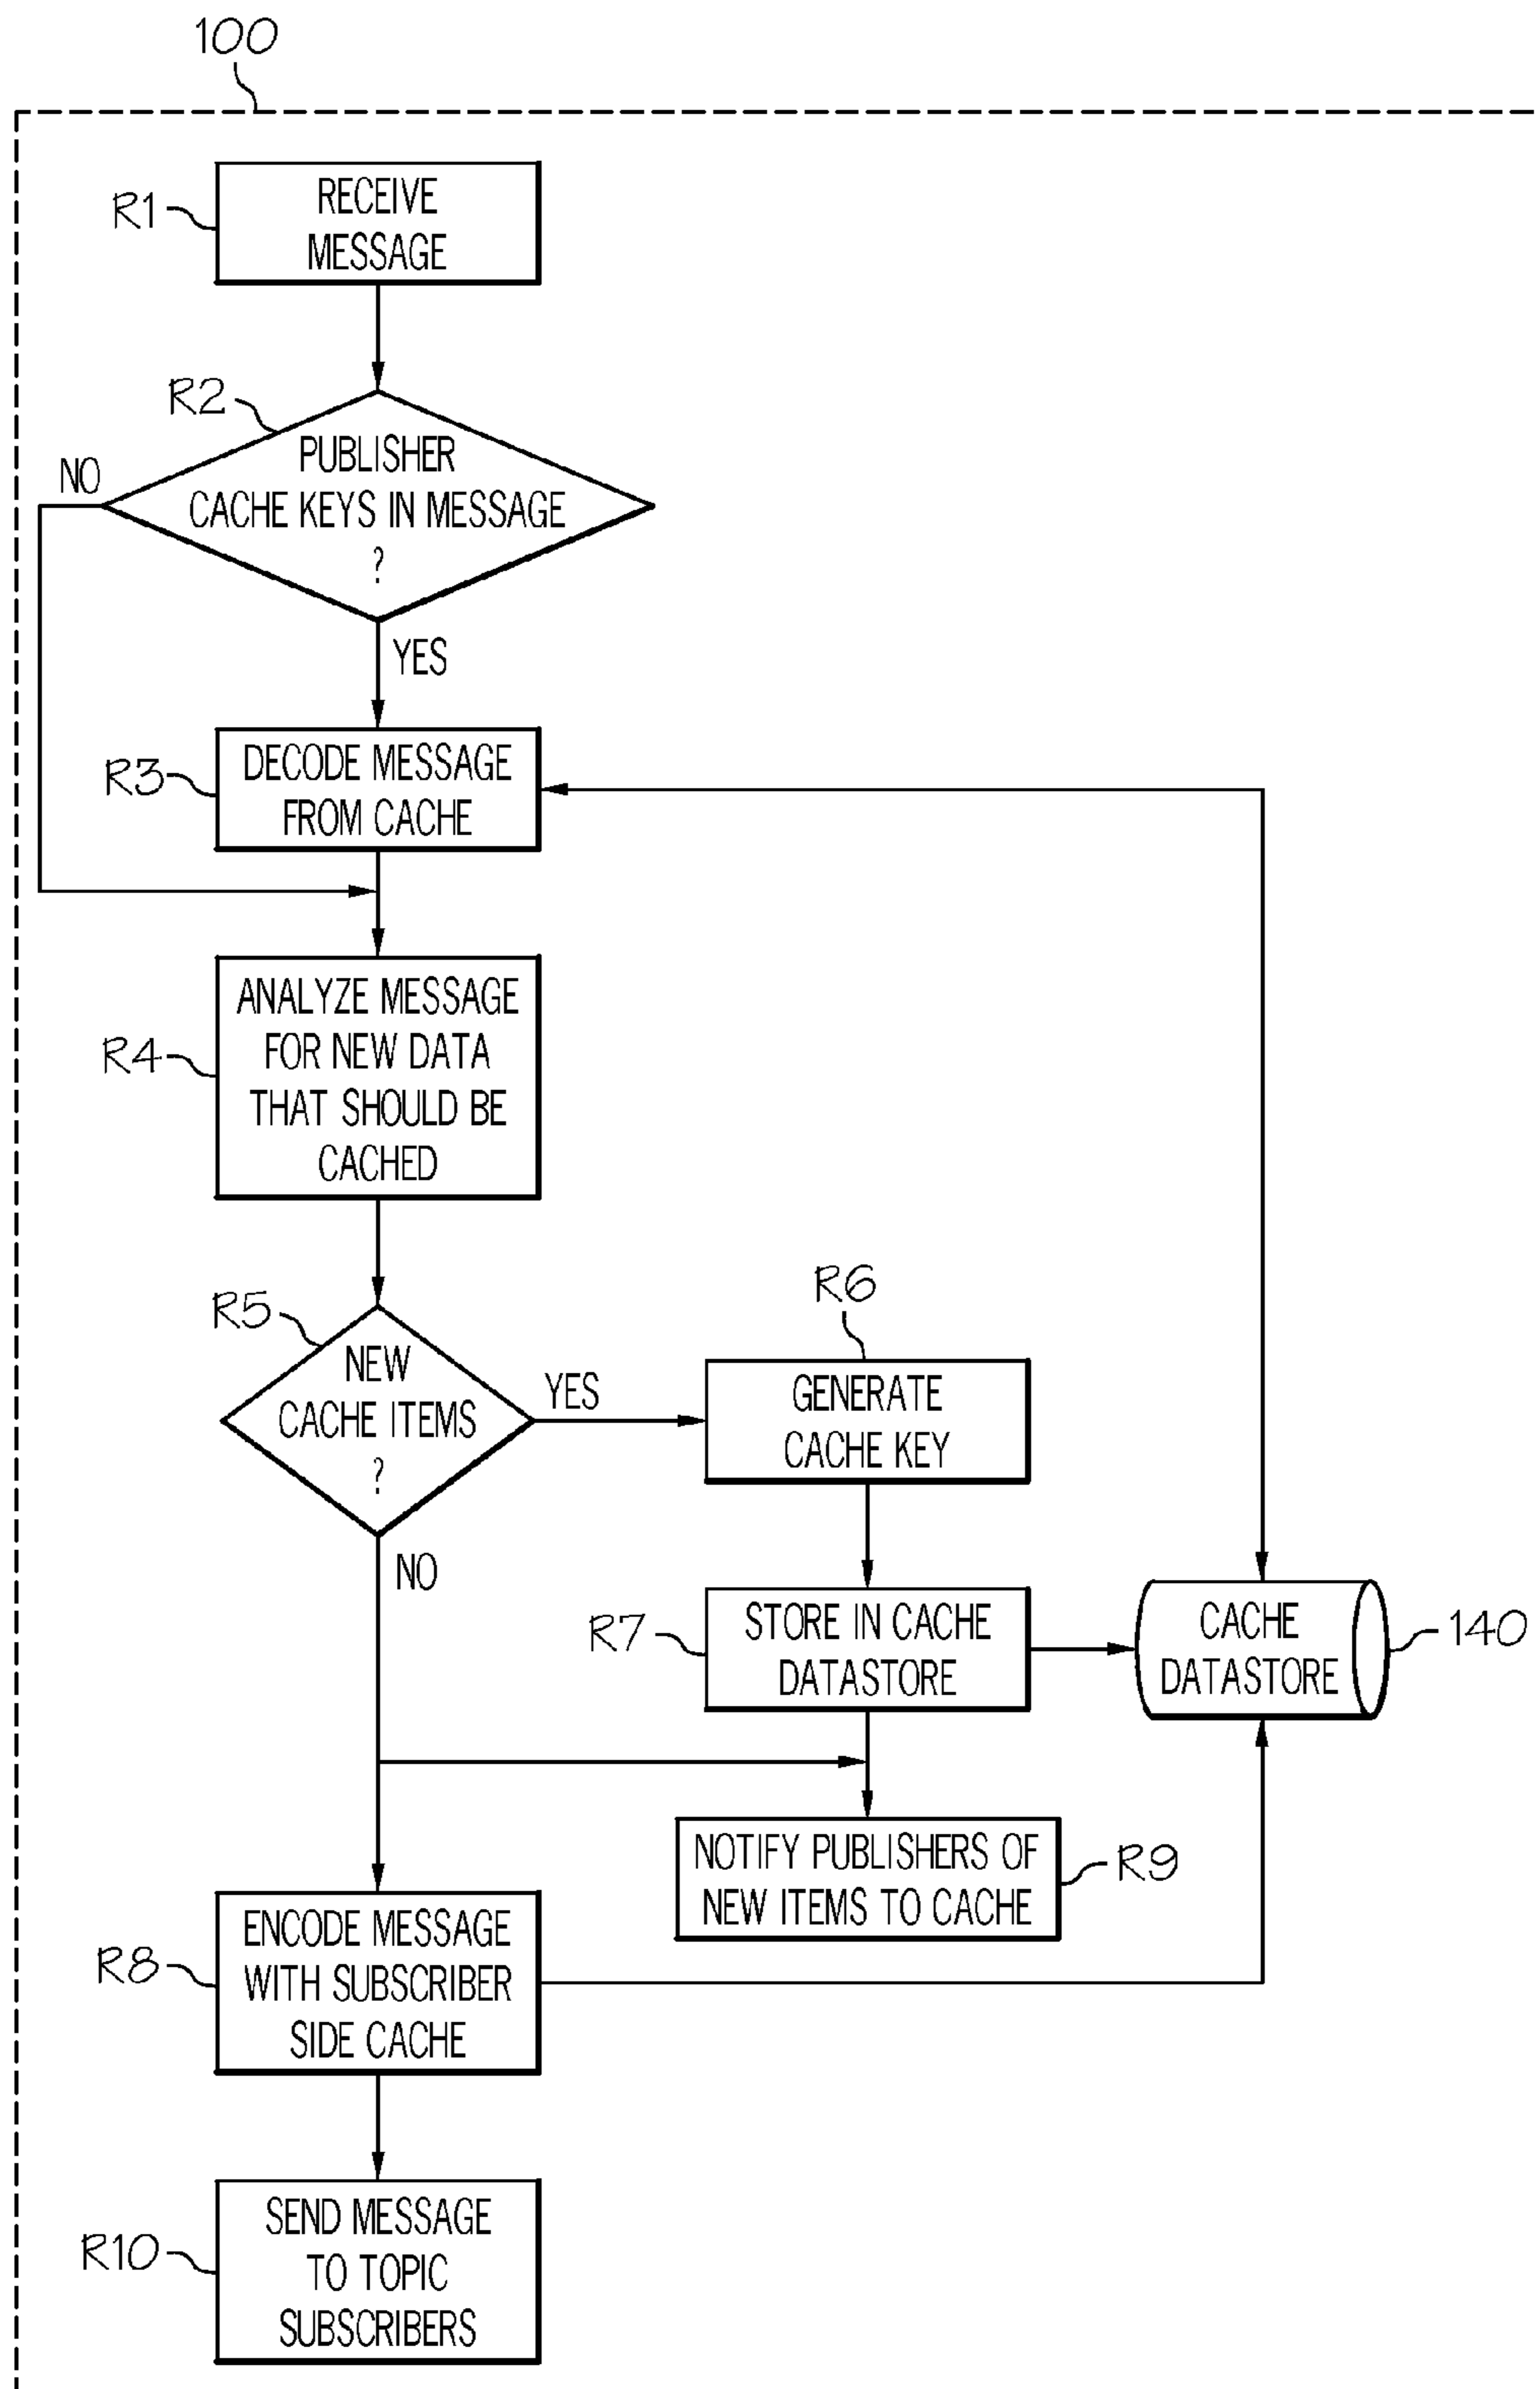 100
R1
RECEIVE
MESSAGE
R2
NO
PUBLISHER
CACHE KEYS IN MESSAGE
?
YES
R3
DECODE MESSAGE
FROM CACHE
R4
ANALYZE MESSAGE
FOR NEW DATA
THAT SHOULD BE
CACHED
R5
NEW
CACHE ITEMS
?
YES
NO
R6
GENERATE
CACHE KEY
R7
STORE IN CACHE
DATASTORE
CACHE
DATASTORE
140
NOTIFY PUBLISHERS OF
NEW ITEMS TO CACHE
R9
R8
ENCODE MESSAGE
WITH SUBSCRIBER
SIDE CACHE
R10
SEND MESSAGE
TO TOPIC
SUBSCRIBERS